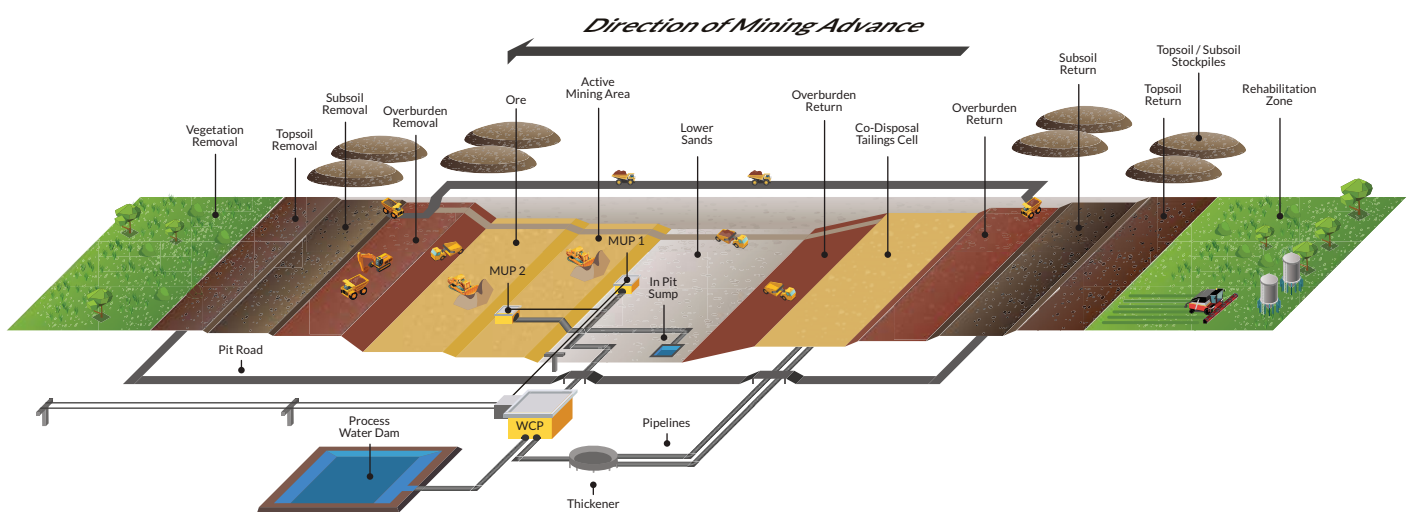 Direction of Mining Advance
Vegetation
Removal
Topsoil
Removal
Subsoil
Removal
Overburden
Removal
Ore
Active
Mining Area
Lower
Sands
Overburden
Return
Co-Disposal
Tailings Cell
Overburden
Return
Subsoil
Return
Topsoil
Return
Topsoil / Subsoil
Stockpiles
Rehabilitation
Zone
MUP 1
MUP 2
In Pit
Sump
Pit Road
WCP
Process
Water Dam
Pipelines
Thickener